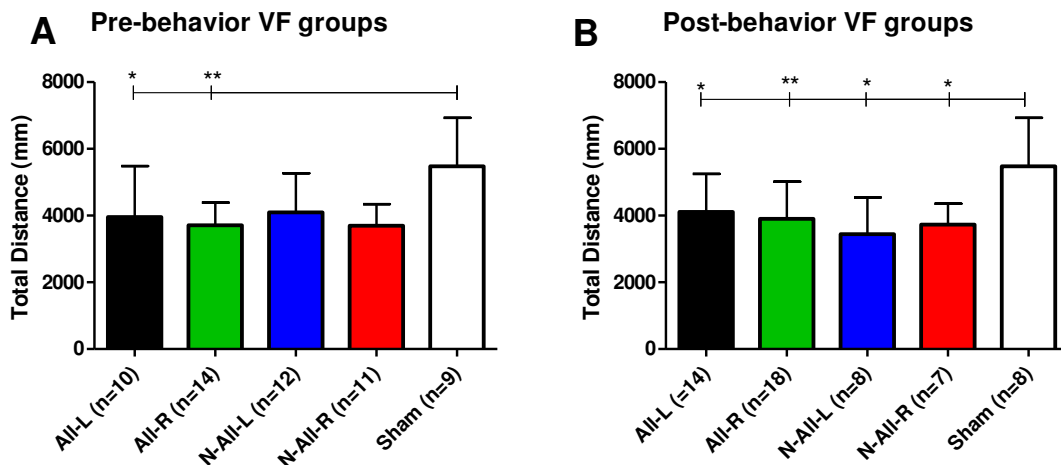 A Pre-behavior VF groups
Total Distance (mm)
8000
6000
4000
2000
0
* **
All-L (n=10)
All-R (n=14)
N-All-L (n=12)
N-All-R (n=11)
Sham (n=9)
B Post-behavior VF groups
Total Distance (mm)
8000
6000
4000
2000
0
* ** * *
All-L (=14)
All-R (n=18)
N-All-L (n=8)
N-All-R (n=7)
Sham (n=8)